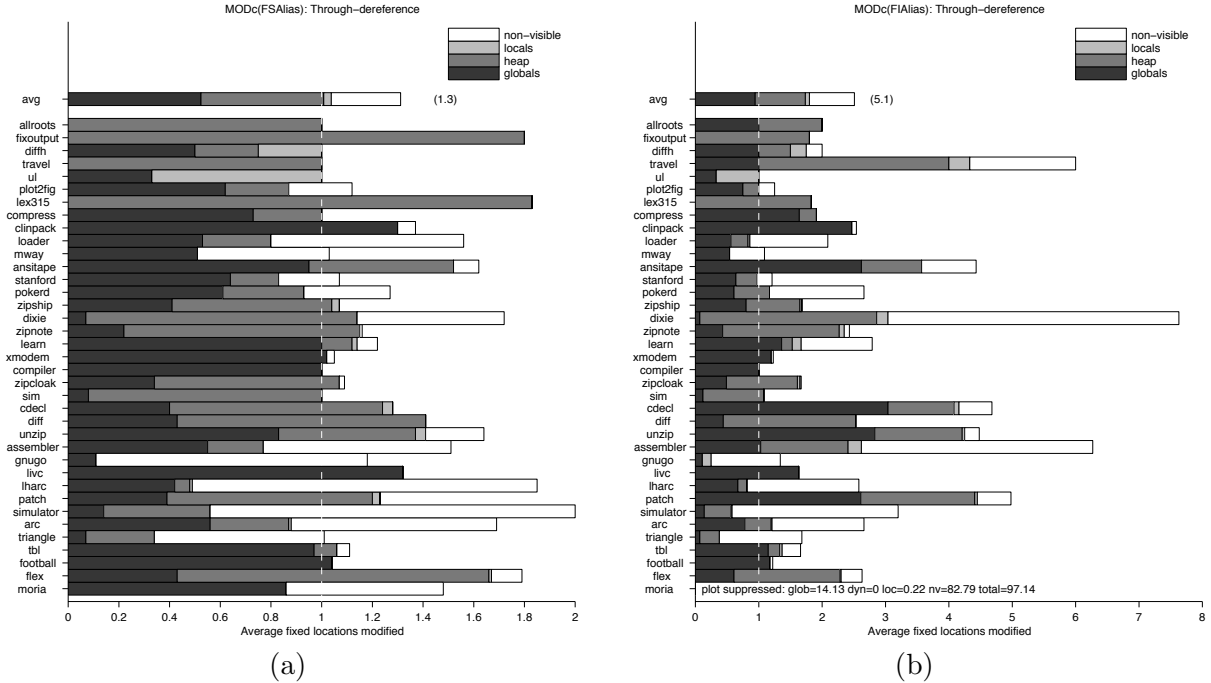 MODc(FSAlias): Through-dereference
non-visible
locals
heap
globals
avg
(1.3)
allroots
fixoutput
diffh
travel
ul
plot2fig
lex315
compress
clinpack
loader
mway
ansitape
stanford
pokerd
zipship
dixie
zipnote
learn
xmodem
compiler
zipcloak
sim
cdecl
diff
unzip
assembler
gnugo
livc
lharc
patch
simulator
arc
triangle
tbl
football
flex
moria
0 0.2 0.4 0.6 0.8 1.0 1.2 1.4 1.6 1.8 2
Average fixed locations modified
(a)
MODc(FIAlias): Through-dereference
non-visible
locals
heap
globals
avg
(5.1)
allroots
fixoutput
diffh
travel
ul
plot2fig
lex315
compress
clinpack
loader
mway
ansitape
stanford
pokerd
zipship
dixie
zipnote
learn
xmodem
compiler
zipcloak
sim
cdecl
diff
unzip
assembler
gnugo
livc
lharc
patch
simulator
arc
triangle
tbl
football
flex
moria
plot suppressed: glob=14.13 dyn=0 loc=0.22 nv=82.79 total=97.14
0 1 2 3 4 5 6 7 8
Average fixed locations modified
(b)